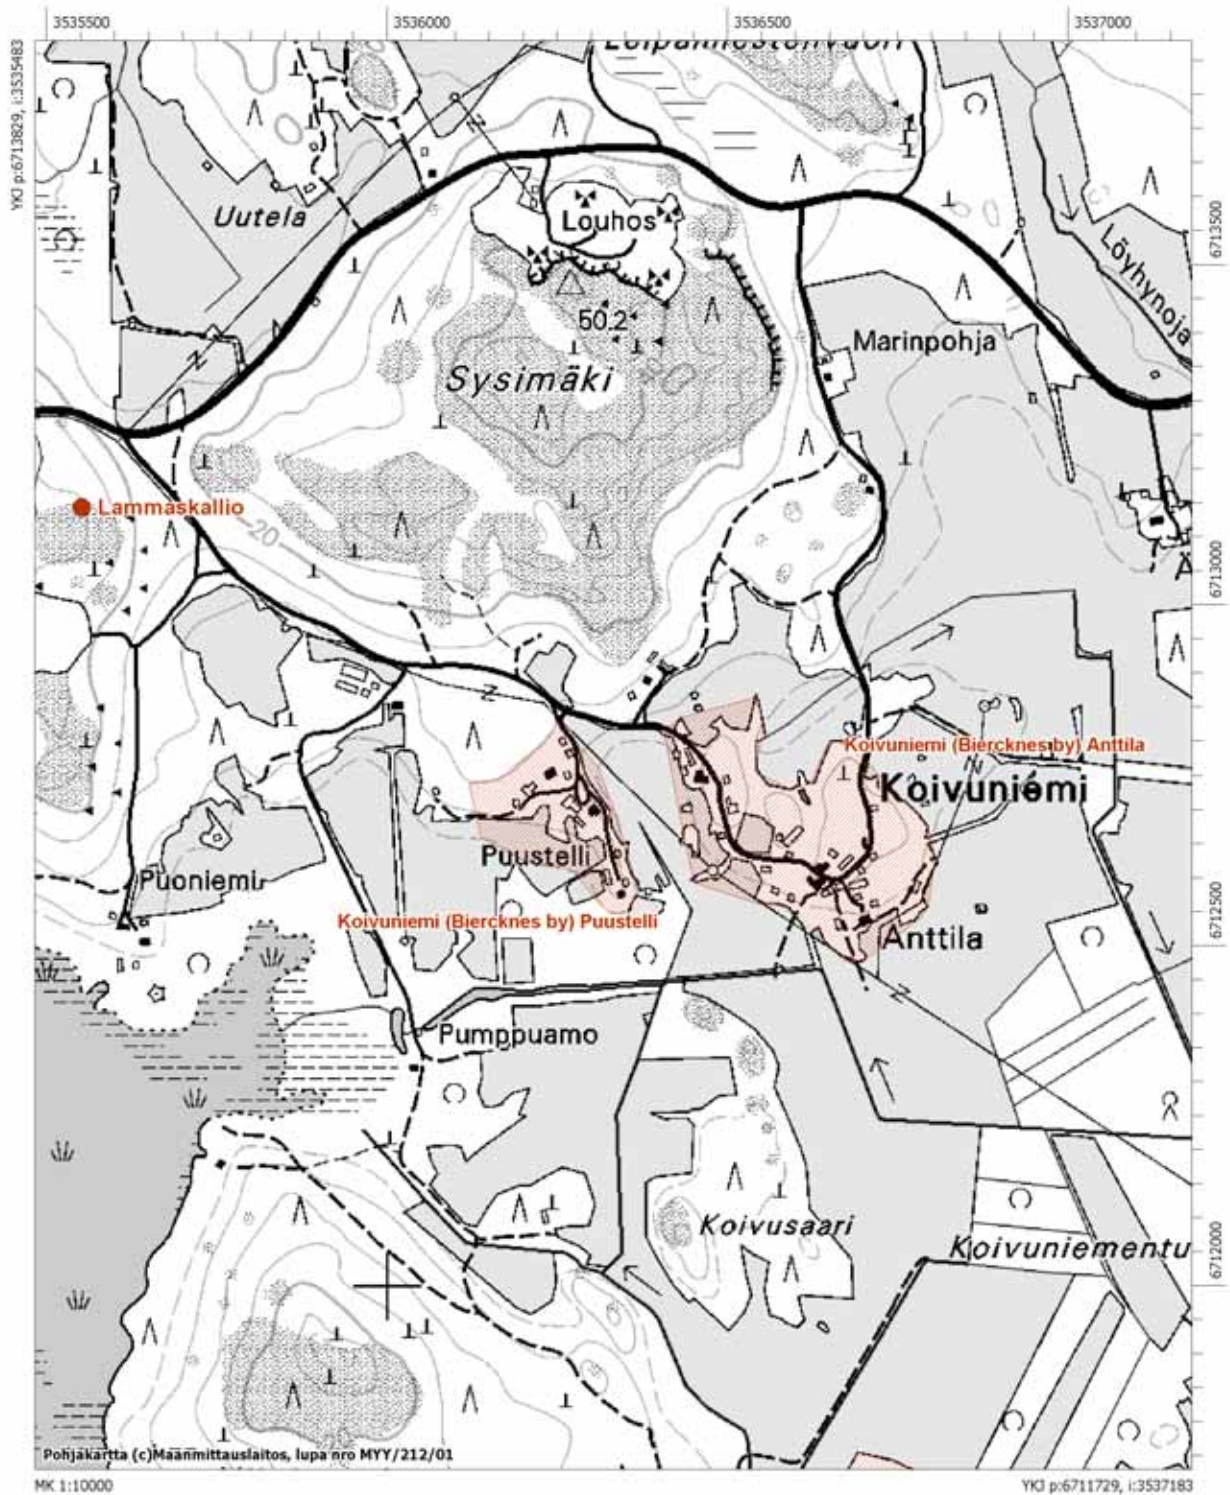 3535500
3536000
3536500
3537000
YKJ p:6713829, i:3535483
Uutela
Louhos
6713500
Löyhynoja
50.2
Marinpohja
Sysimäki
Lammaskallio
20
6713000
Ä
Koivuniemi (Biercknes by) Anttila
Koivuniemi
Puustelli
Puoniemi
Koivuniemi (Biercknes by) Puustelli
Anttila
6712500
Pumppuamo
Koivusaari
Koivuniementu
6712000
Pohjakartta (c)Maanmittauslaitos, lupa nro MYY/212/01
MK 1:10000
YKJ p:6711729, i:3537183